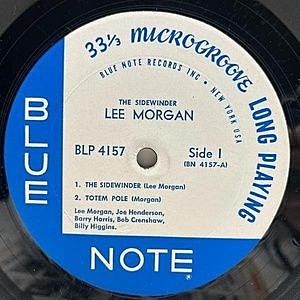 33⅓ MICROGROOVE LONG PLAYING
BLUE NOTE RECORDS INC • NEW YORK USA
THE SIDEWINDER
LEE MORGAN
BLP 4157
Side 1
(BN 4157-A)
1. THE SIDEWINDER (Lee Morgan)
2. TOTEM POLE (Morgan)
Lee Morgan, Joe Henderson,
Barry Harris, Bob Crenshaw,
Billy Higgins.
BLUE
NOTE